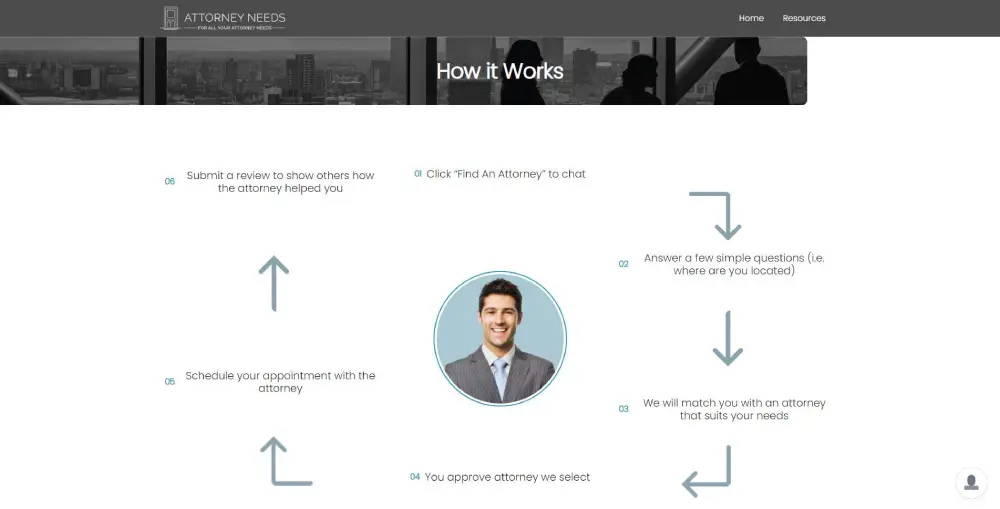 ATTORNEY NEEDS
FOR ALL YOUR ATTORNEY NEEDS
Home
Resources
How it Works
01
Click “Find An Attorney” to chat
02
Answer a few simple questions (i.e.
where are you located)
03
We will match you with an attorney
that suits your needs
04
You approve attorney we select
05
Schedule your appointment with the
attorney
06
Submit a review to show others how
the attorney helped you